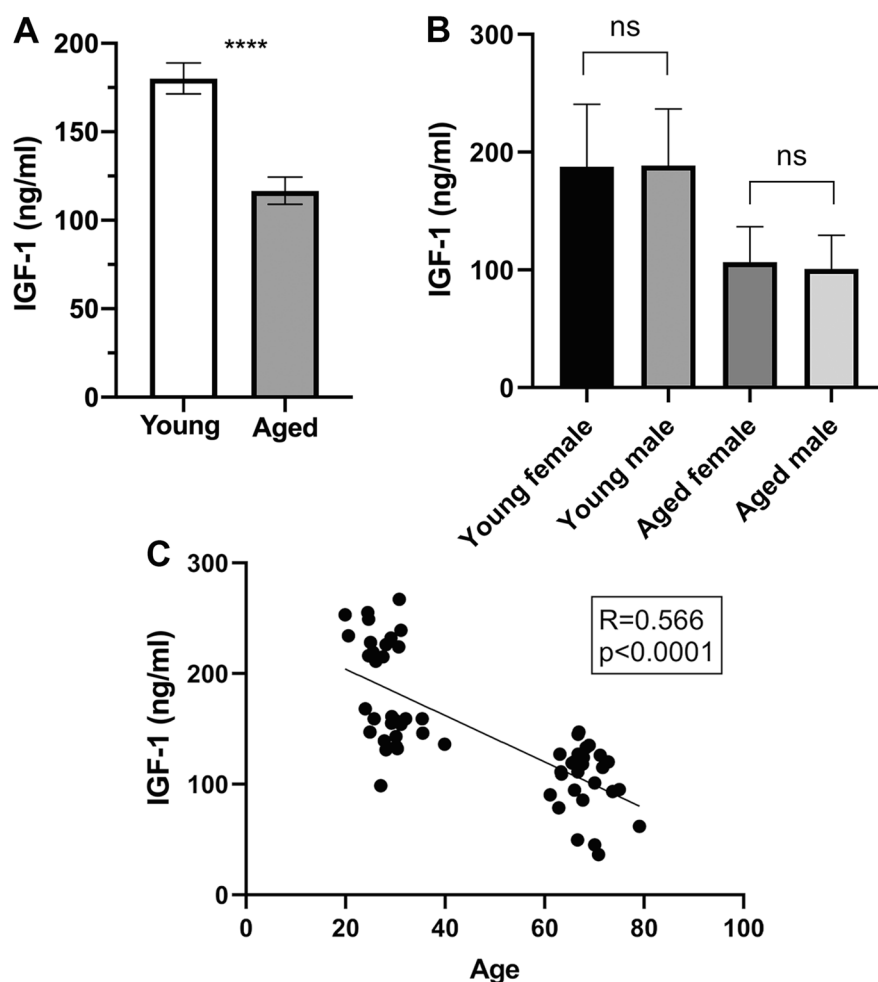 A
IGF-1 (ng/ml)
200
150
100
50
0
****
Young
Aged
B
IGF-1 (ng/ml)
300
200
100
0
ns
ns
Young female
Young male
Aged female
Aged male
C
IGF-1 (ng/ml)
300
200
100
0
R=0.566
p<0.0001
0
20
40
60
80
100
Age